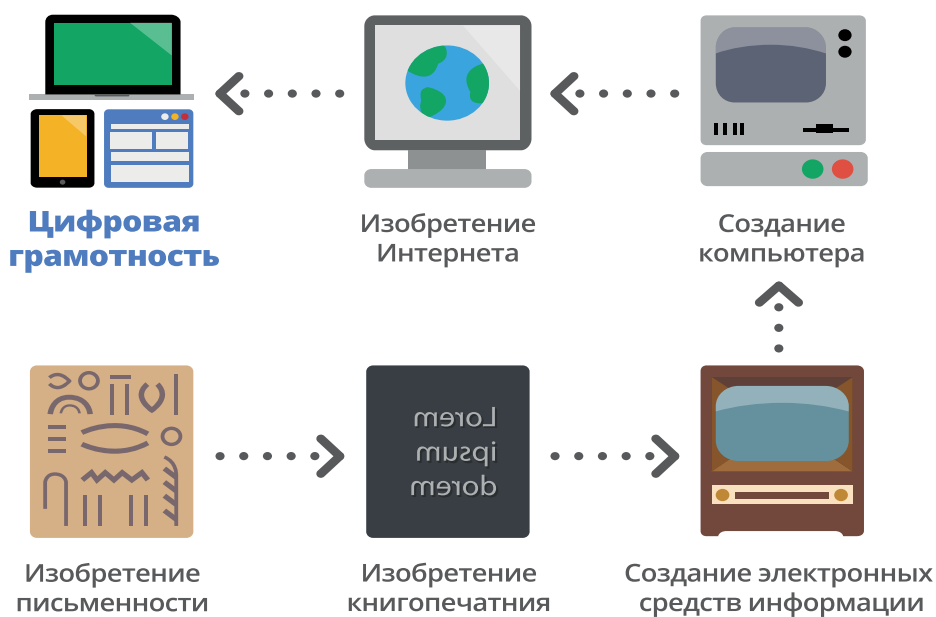 Цифровая
грамотность
Изобретение
Интернета
Создание
компьютера
Lorem
ipsum
dorem
Изобретение
письменности
Изобретение
книгопечатния
Создание электронных
средств информации